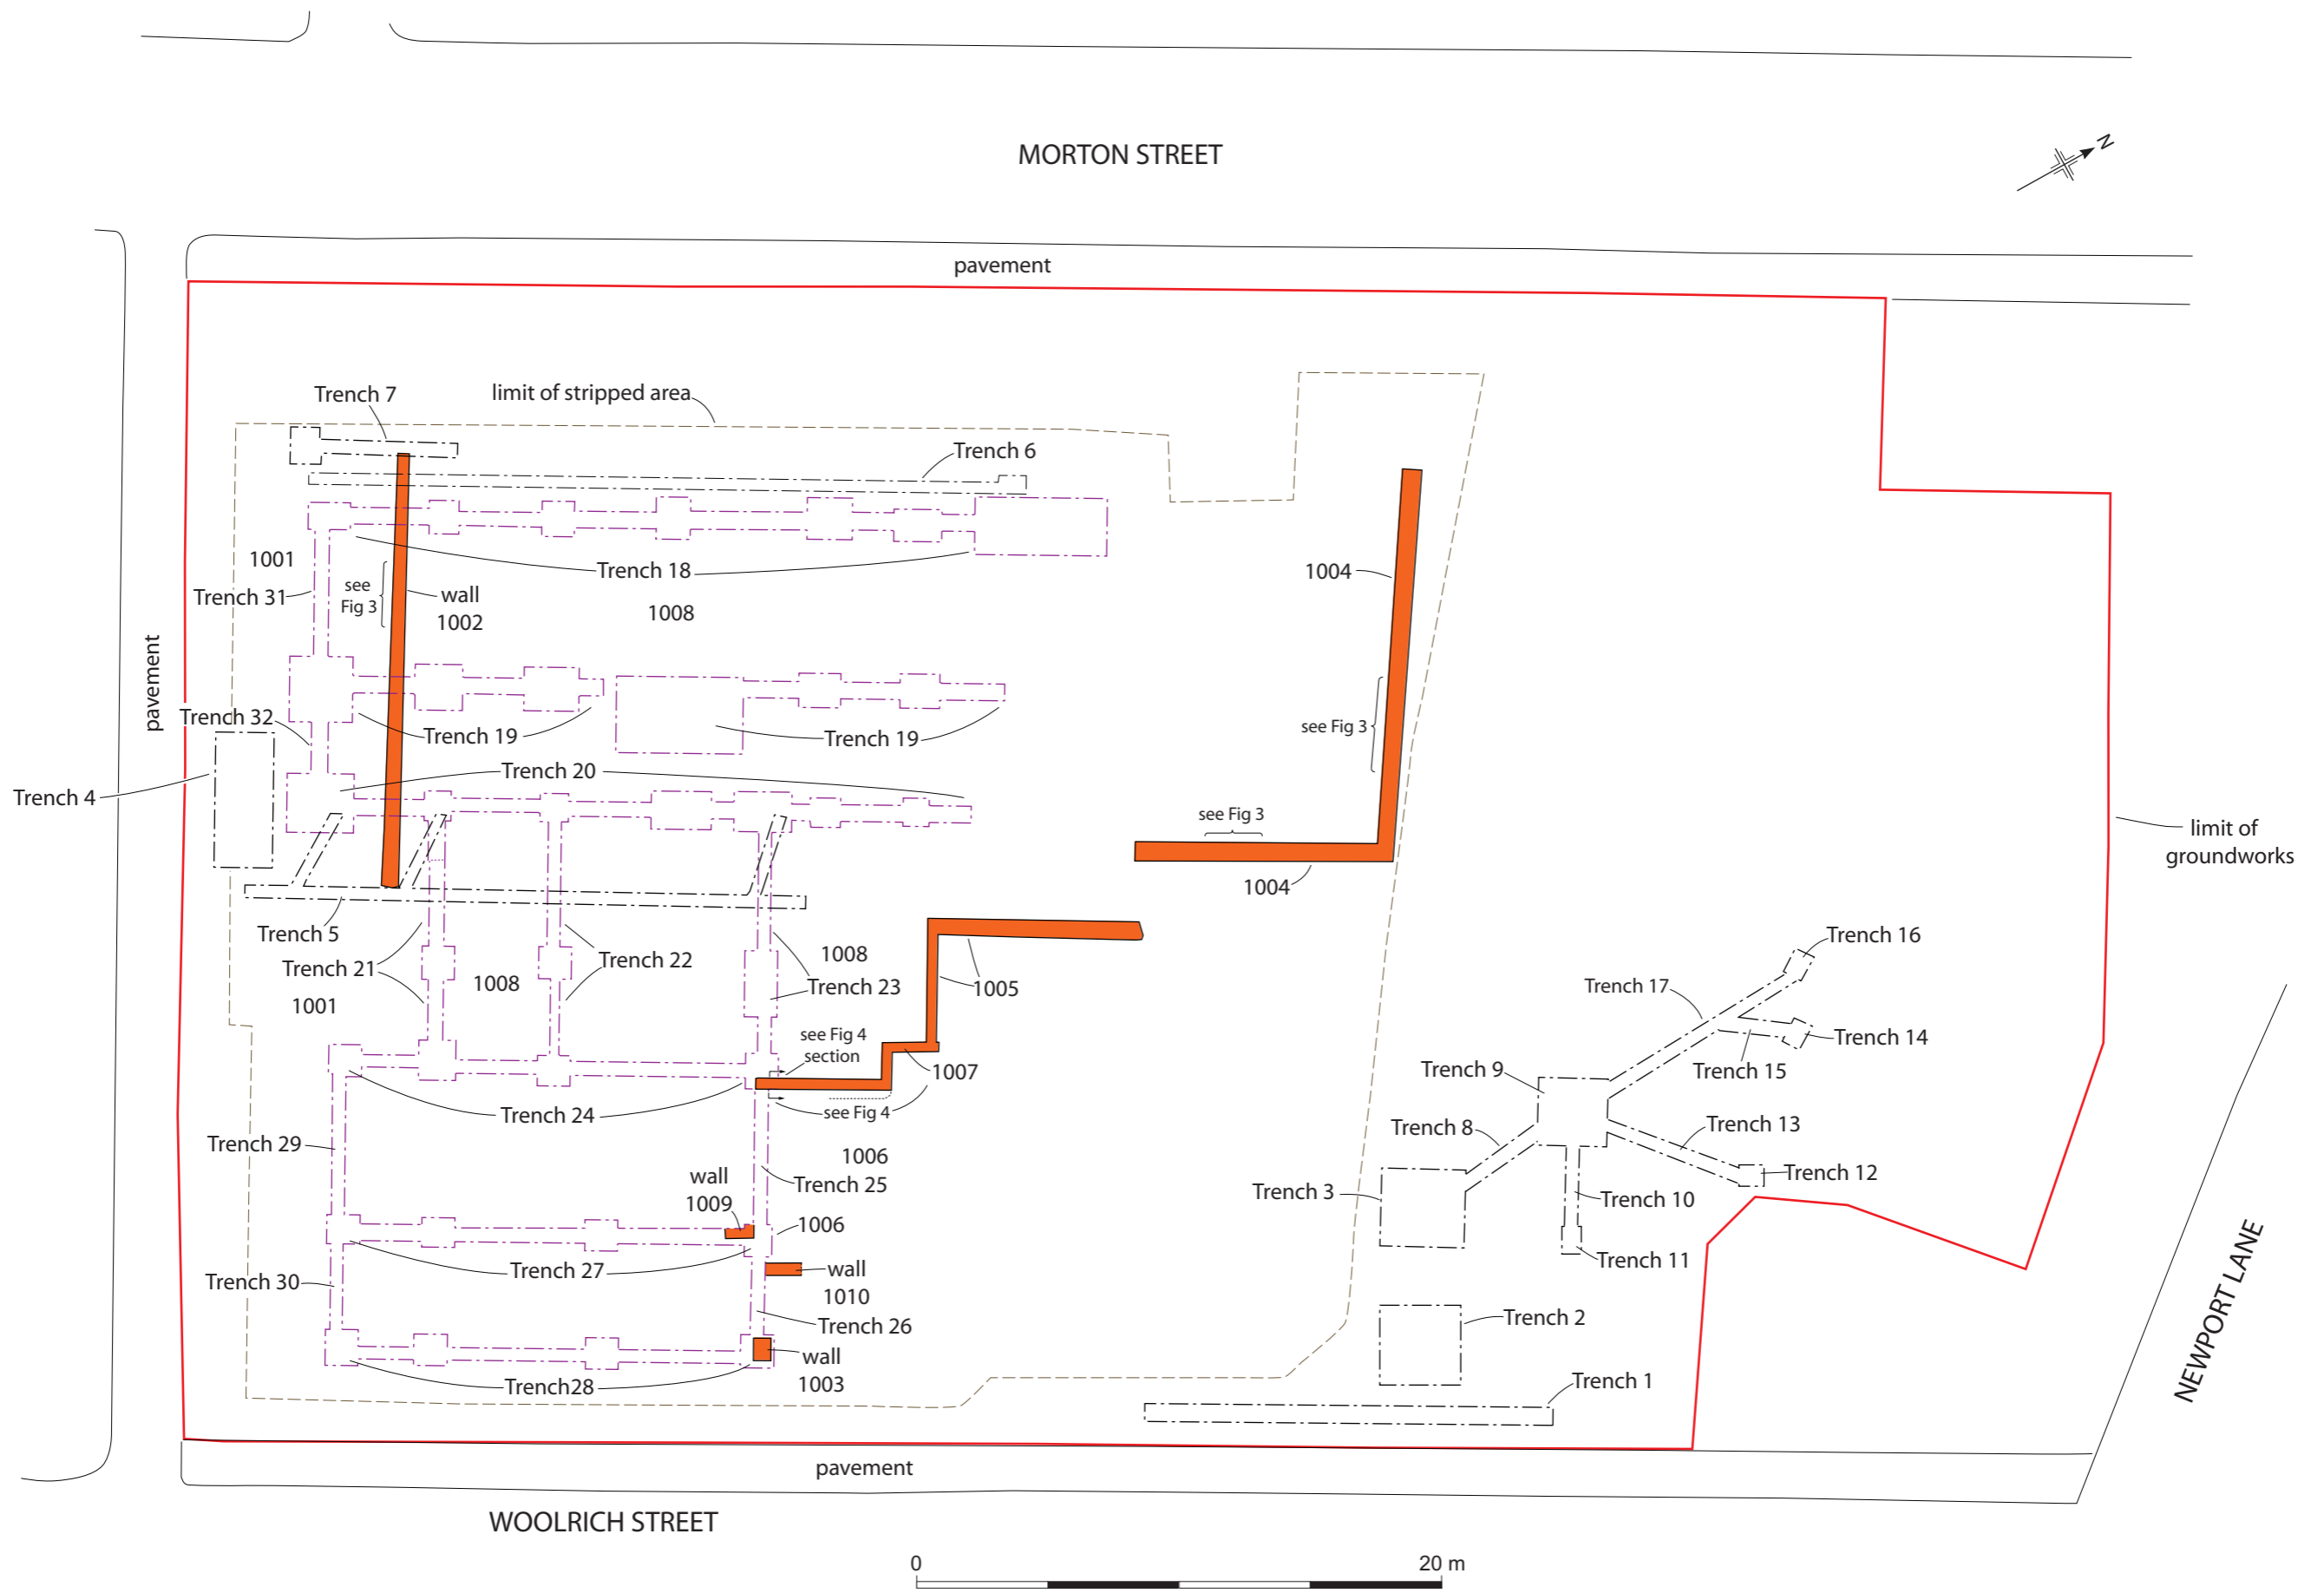 MORTON STREET
N
pavement
Trench 7
limit of stripped area
Trench 6
1001
Trench 18
1004
Trench 31
see
Fig 3
wall
1002
1008
pavement
Trench 32
see Fig 3
Trench 19
Trench 19
Trench 20
Trench 4
see Fig 3
limit of
groundworks
1004
Trench 5
Trench 16
1008
Trench 22
Trench 21
1008
Trench 23
1005
Trench 17
1001
see Fig 4
section
Trench 14
Trench 9
1007
Trench 15
Trench 24
see Fig 4
Trench 8
Trench 13
Trench 29
1006
Trench 12
wall
1009
Trench 25
Trench 3
Trench 10
1006
Trench 11
Trench 27
wall
1010
Trench 30
Trench 26
Trench 2
wall
1003
Trench28
Trench 1
NEWPORT LANE
pavement
WOOLRICH STREET
0
20 m